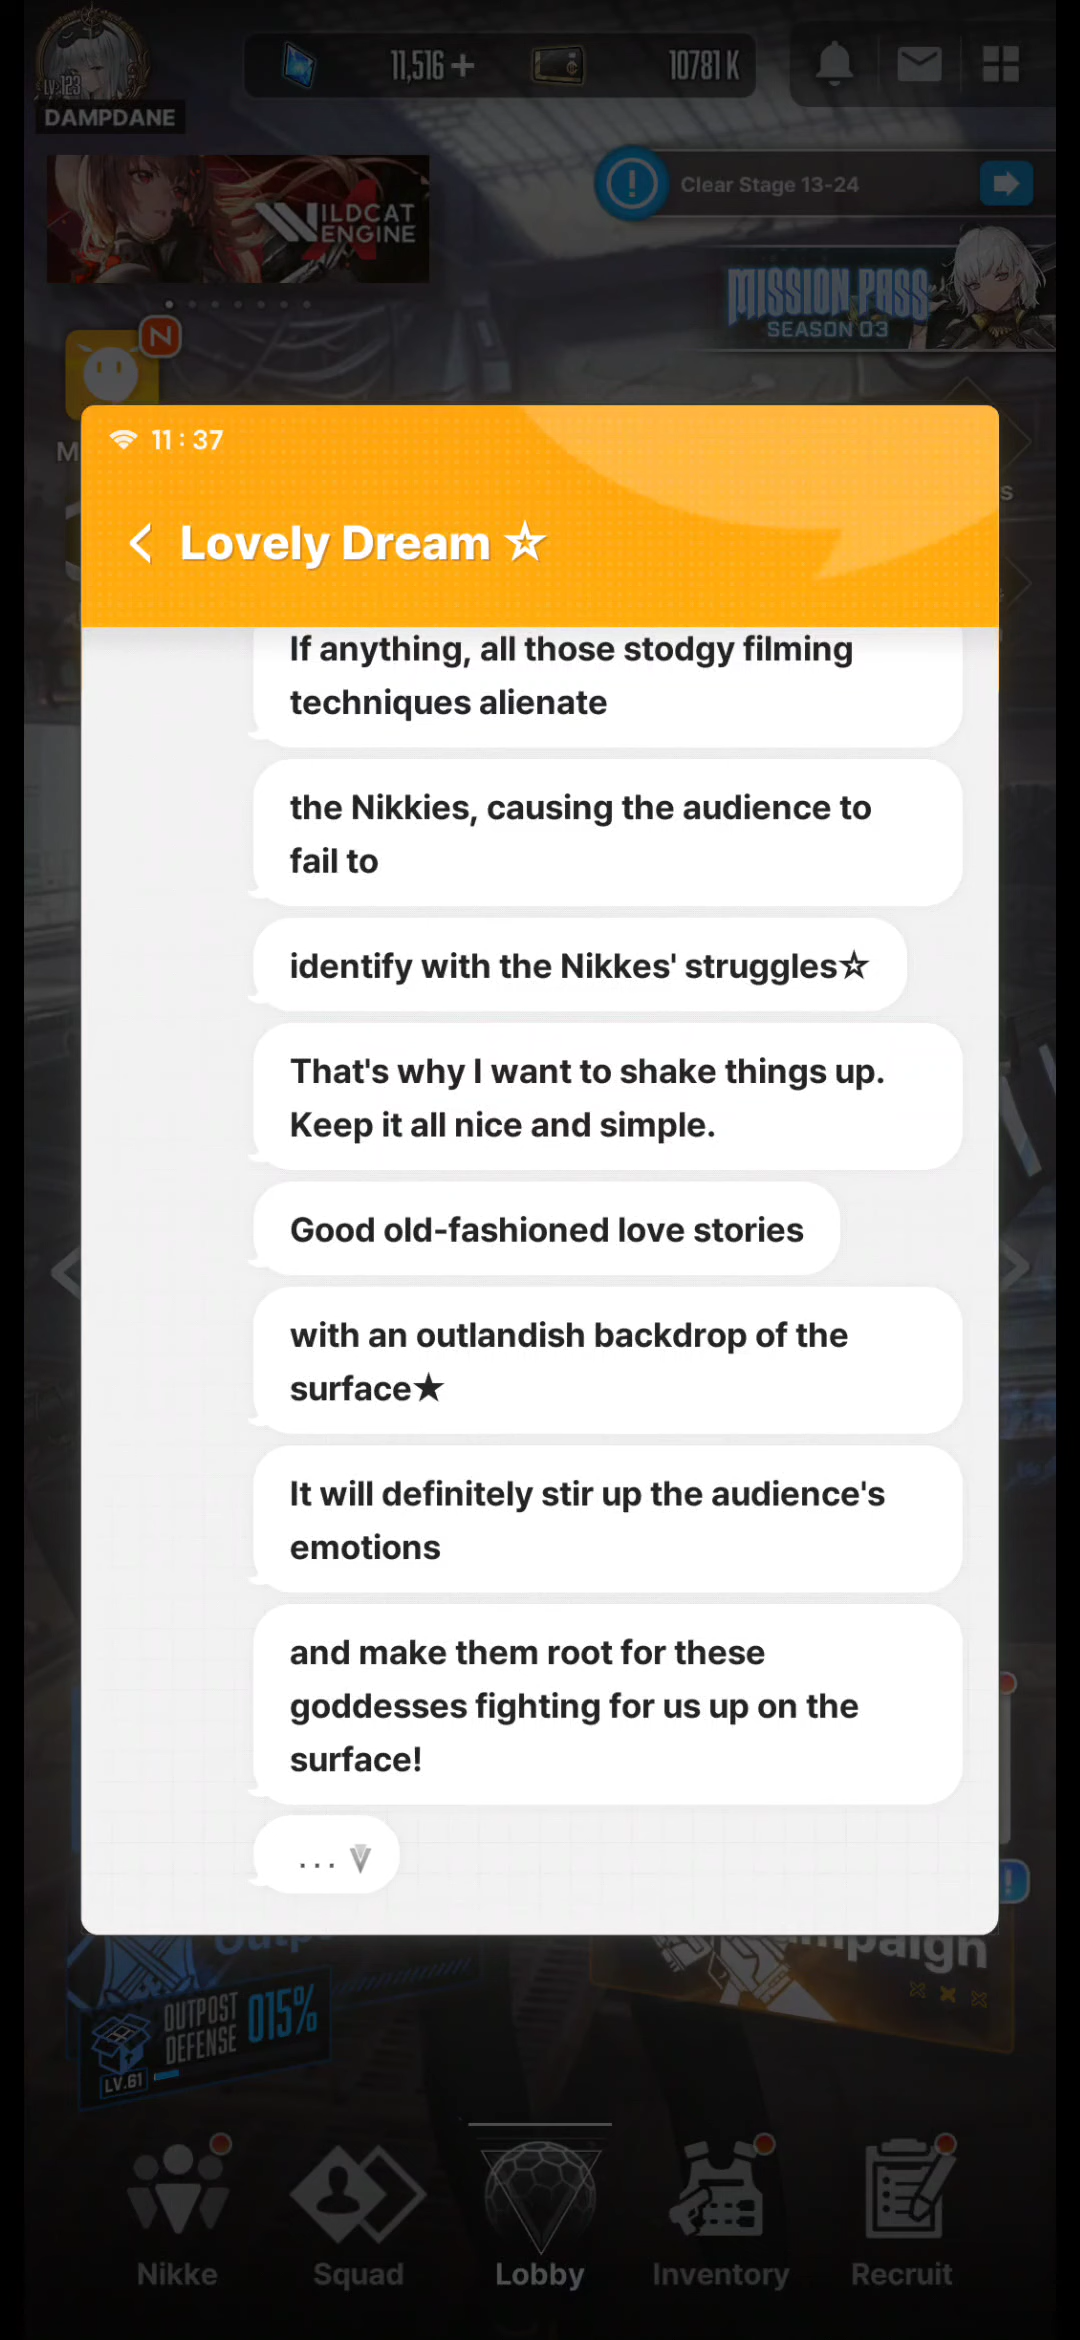 LV.123
11,516
10781 K
DAMPDANE
WILDCAT
ENGINE
Clear Stage 13-24
MISSION PASS
SEASON 03
N
M
s
11 : 37
Lovely Dream ☆
If anything, all those stodgy filming
techniques alienate
the Nikkies, causing the audience to
fail to
identify with the Nikkes' struggles☆
That's why I want to shake things up.
Keep it all nice and simple.
Good old-fashioned love stories
with an outlandish backdrop of the
surface★
It will definitely stir up the audience's
emotions
and make them root for these
goddesses fighting for us up on the
surface!
...
OUTPOST
DEFENSE
015%
LV.61
Nikke
Squad
Lobby
Inventory
Recruit